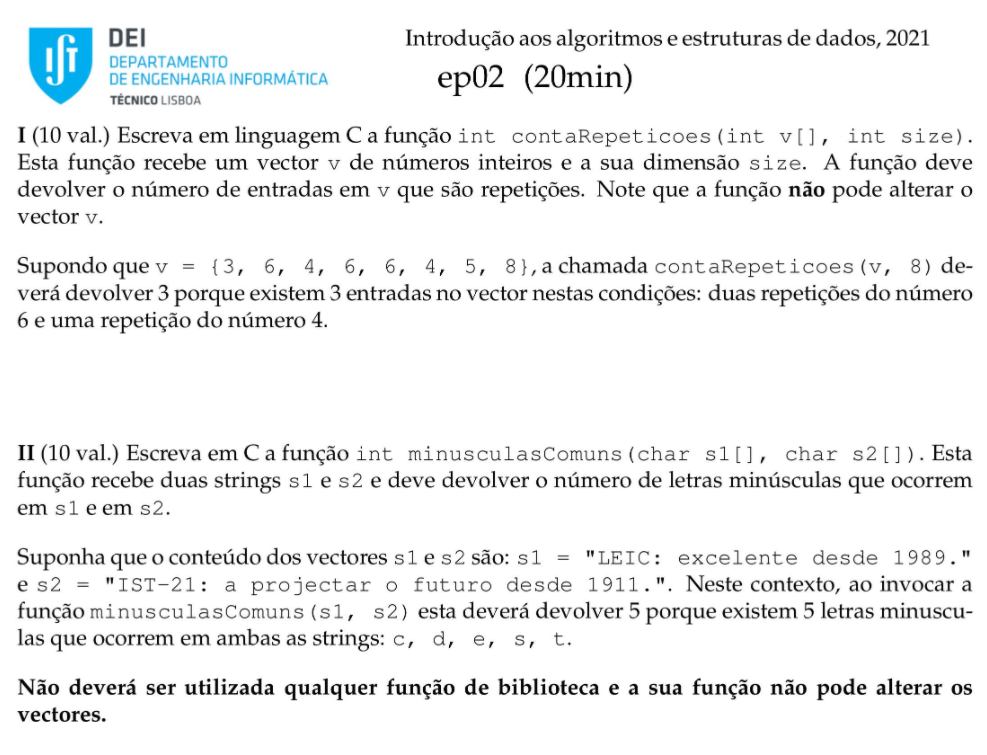 DEI
DEPARTAMENTO
DE ENGENHARIA INFORMÁTICA
TÉCNICO LISBOA
Introdução aos algoritmos e estruturas de dados, 2021
ep02 (20min)
I (10 val.) Escreva em linguagem C a função int contaRepeticoes(int v[], int size).
Esta função recebe um vector v de números inteiros e a sua dimensão size. A função deve
devolver o número de entradas em v que são repetições. Note que a função não pode alterar o
vector v.
Supondo que v = {3, 6, 4, 6, 6, 4, 5, 8}, a chamada contaRepeticoes(v, 8) de-
verá devolver 3 porque existem 3 entradas no vector nestas condições: duas repetições do número
6 e uma repetição do número 4.
II (10 val.) Escreva em C a função int minusculasComuns(char s1[], char s2[]). Esta
função recebe duas strings s1 e s2 e deve devolver o número de letras minúsculas que ocorrem
em s1 e em s2.
Suponha que o conteúdo dos vectores s1 e s2 são: s1 = "LEIC: excelente desde 1989."
e s2 = "IST-21: a projectar o futuro desde 1911.". Neste contexto, ao invocar a
função minusculasComuns(s1, s2) esta deverá devolver 5 porque existem 5 letras minuscu-
las que ocorrem em ambas as strings: c, d, e, s, t.
Não deverá ser utilizada qualquer função de biblioteca e a sua função não pode alterar os
vectores.